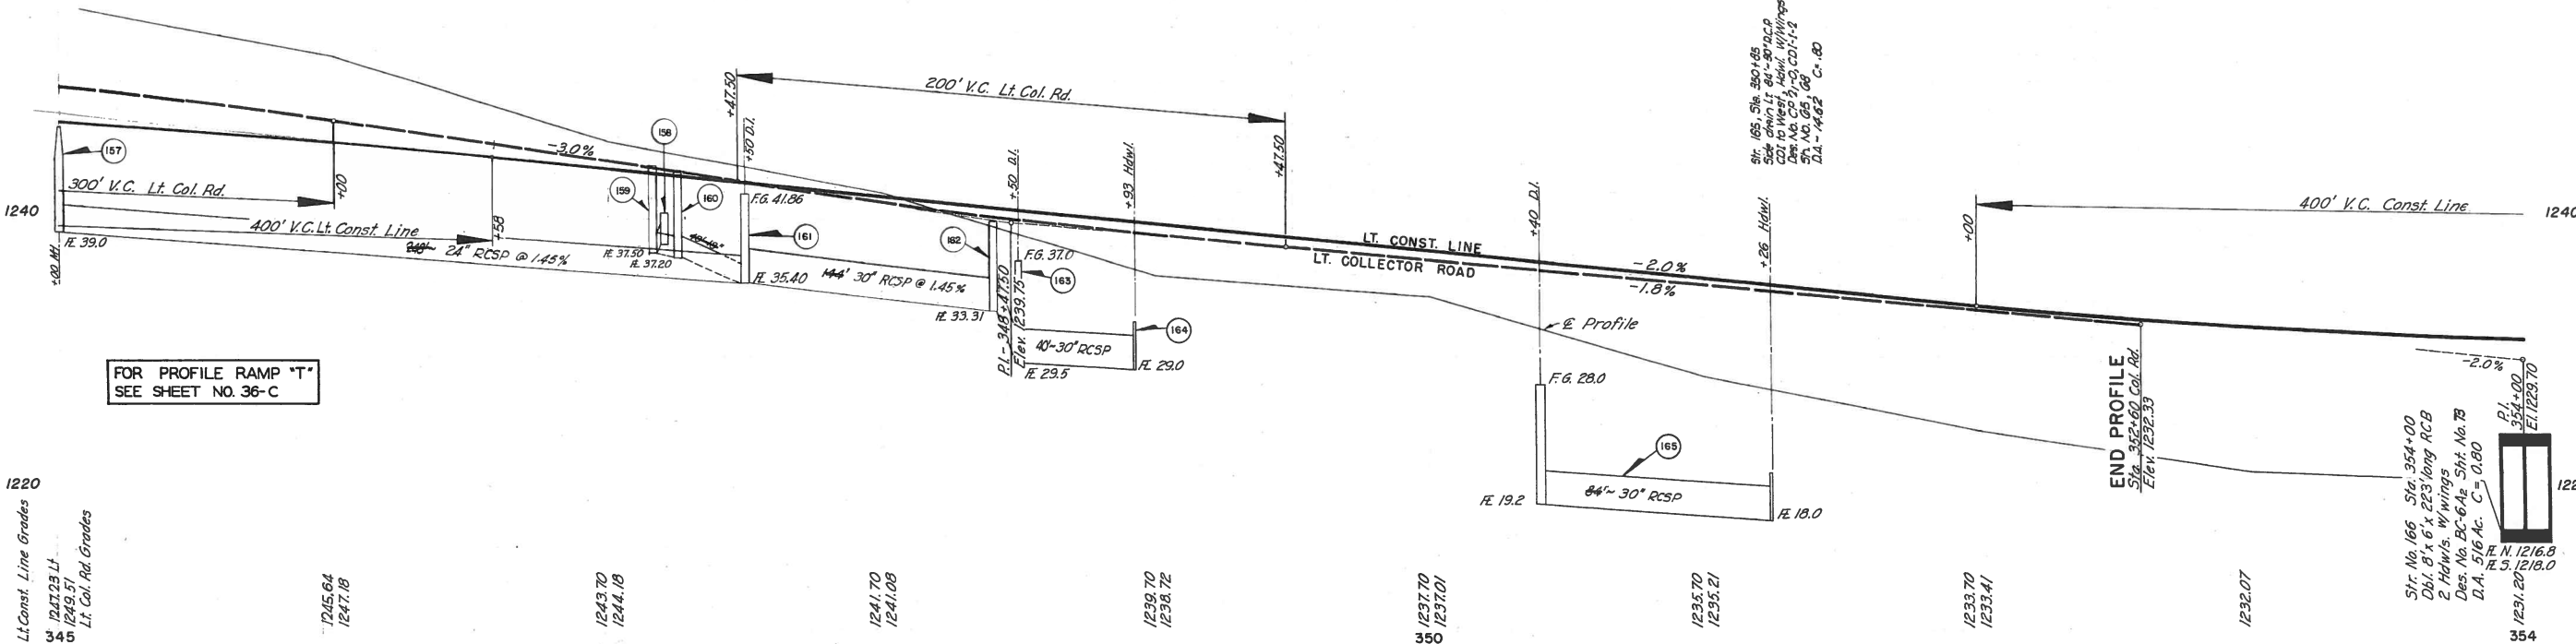 Str. 165, Sta. 350+85
Side drain Lt. 84'-30" R.C.P.
CDI to West, Hdwl. W/Wings
Des. No. CP 21-0, CDI-1-2
Sh. No. G5, G8
D.A. - 14.62 C = .80
200' V.C. Lt. Col. Rd.
+47.50
+50 D.I.
+47.50
-3.0%
157
158
159
160
161
162
163
164
165
300' V.C. Lt. Col. Rd.
+00
400' V.C. Lt. Const. Line
+58
1240
+00 MH
FL 39.0
24" RCSP @ 1.45%
FL 37.50
FL 37.20
F.G. 41.86
FL 35.40
144' 30" RCSP @ 1.45%
FL 33.31
+50 D.I.
+93 Hdwl.
F.G. 37.0
P.I. - 348+47.50
Elev. 1239.75
40'-30" RCSP
FL 29.5
FL 29.0
LT. CONST. LINE
LT. COLLECTOR ROAD
-2.0%
-1.8%
℄ Profile
+40 D.I.
+26 Hdwl.
F.G. 28.0
84'~ 30" RCSP
FL 19.2
FL 18.0
+00
400' V.C. Const. Line
1240
END PROFILE
Sta. 352+60 Col. Rd.
Elev. 1232.33
-2.0%
P.I.
354+00
El. 1229.70
FOR PROFILE RAMP "T"
SEE SHEET NO. 36-C
1220
122
Str. No. 166 Sta. 354+00
Dbl. 8' x 6' x 223' long RCB
2 Hdwls. W/ wings
Des. No. BC-6A2 Sht. No. 78
D.A. 516 Ac. C = 0.80
FL N. 1216.8
FL S. 1218.0
Lt Const. Line Grades
1247.23 Lt
1249.51
Lt. Col. Rd. Grades
1245.64
1247.18
1243.70
1244.18
1241.70
1241.08
1239.70
1238.72
1237.70
1237.01
1235.70
1235.21
1233.70
1233.41
1232.07
1231.20
345
350
354